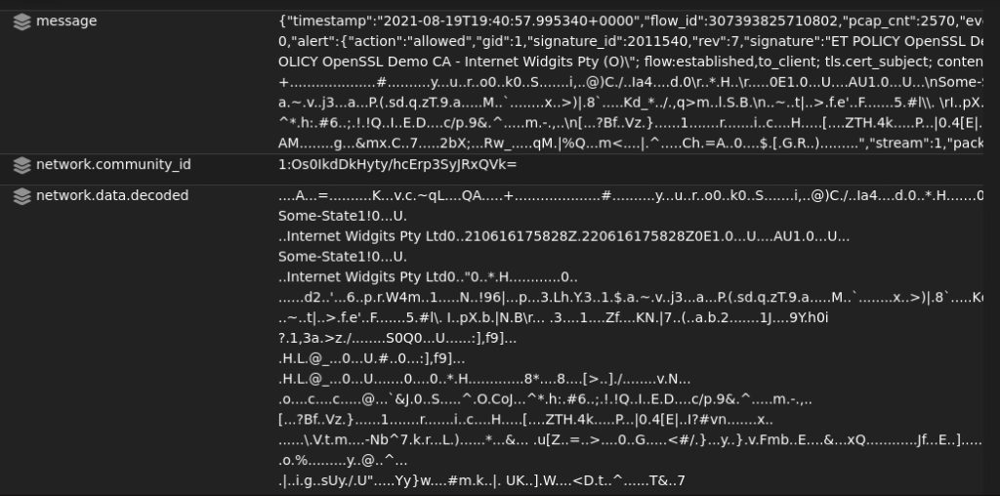 message
{"timestamp":"2021-08-19T19:40:57.995340+0000","flow_id":307393825710802,"pcap_cnt":2570,"eve
0,"alert":{"action":"allowed","gid":1,"signature_id":2011540,"rev":7,"signature":"ET POLICY OpenSSL De
OLICY OpenSSL Demo CA - Internet Widgits Pty (O)\"; flow:established,to_client; tls.cert_subject; conten
+..................#.........y...u..r..o0..k0..S.......i,..@)C./..Ia4....d.0\r..*.H..\r.....0E1.0...U....AU1.0...U...\nSome-
a.~.v..j3...a...P.(.sd.q.zT.9.a.....M..`........x..>)|.8`.....Kd_*../.,q>m..l.S.B.\n..~..t|..>.f.e'..F.......5.#l\\. \rI..pX.
^*.h:.#6..;.!.!Q..I..E.D....c/p.9&.^.....m.-.,..\n[...?Bf..Vz.}......1.......r......i..c....H.....[....ZTH.4k.....P...|0.4[E|.
AM.......g...&mx.C..7.....2bX;...Rw_.....qM.|%Q...m<....|.^.....Ch.=A..0....$.[.G.R..).........","stream":1,"pack
network.community_id
1:Os0IkdDkHyty/hcErp3SyJRxQVk=
network.data.decoded
....A...=..........K...v.c.~qL....QA.....+....................#.........y...u..r..o0..k0..S.......i,..@)C./..Ia4....d.0..*.H.......0
Some-State1!0...U.
..Internet Widgits Pty Ltd0..210616175828Z.220616175828Z0E1.0...U....AU1.0...U...
Some-State1!0...U.
..Internet Widgits Pty Ltd0.."0..*.H............0..
......d2..'...6..p.r.W4m..1.....N..!96|...p...3.Lh.Y.3..1.$.a.~.v..j3...a...P.(.sd.q.zT.9.a.....M..`........x..>)|.8`.....Kd
..~..t|..>.f.e'..F.......5.#l\. I..pX.b.|N.B\r... .3....1....Zf....KN.|7..(..a.b.2.......1J....9Y.h0i
?.1,3a.>z./........S0Q0...U......:],f9]...
.H.L.@_...0...U.#..0...:],f9]...
.H.L.@_...0...U.......0....0..*.H.............8*....8....[>..]./........v.N...
.o....c....c.....@...`&J.0..S.....^.O.CoJ...^*.h:.#6..;.!.!Q..I..E.D....c/p.9&.^.....m.-.,..
[...?Bf..Vz.}......1.......r......i..c....H.....[....ZTH.4k.....P...|0.4[E|..I?#vn.......x..
......\.V.t.m....-Nb^7.k.r...L.)......*...&... .u[Z..=..>....0..G.....<#/.}...y..}.v.Fmb..E....&...xQ............Jf...E..].....
.o.%.........y..@..^...
.|..i.g..sUy./.U".....Yy}w....#m.k..|. UK..].W....<D.t..^......T&..7